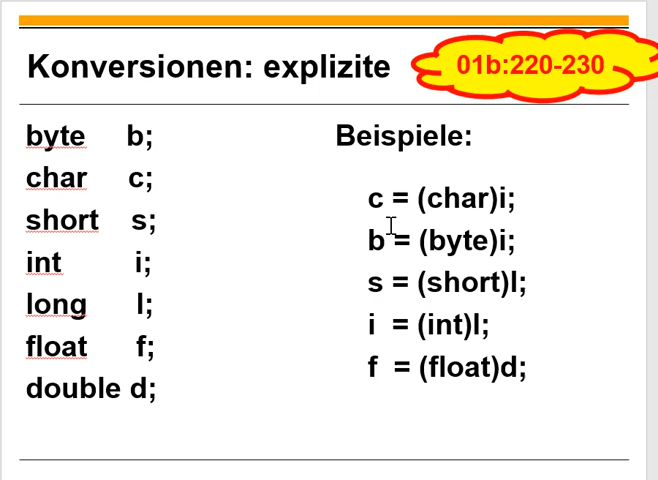 Konversionen: explizite
01b:220-230
byte b;
char c;
short s;
int i;
long l;
float f;
double d;
Beispiele:
c = (char)i;
b = (byte)i;
s = (short)l;
i = (int)l;
f = (float)d;